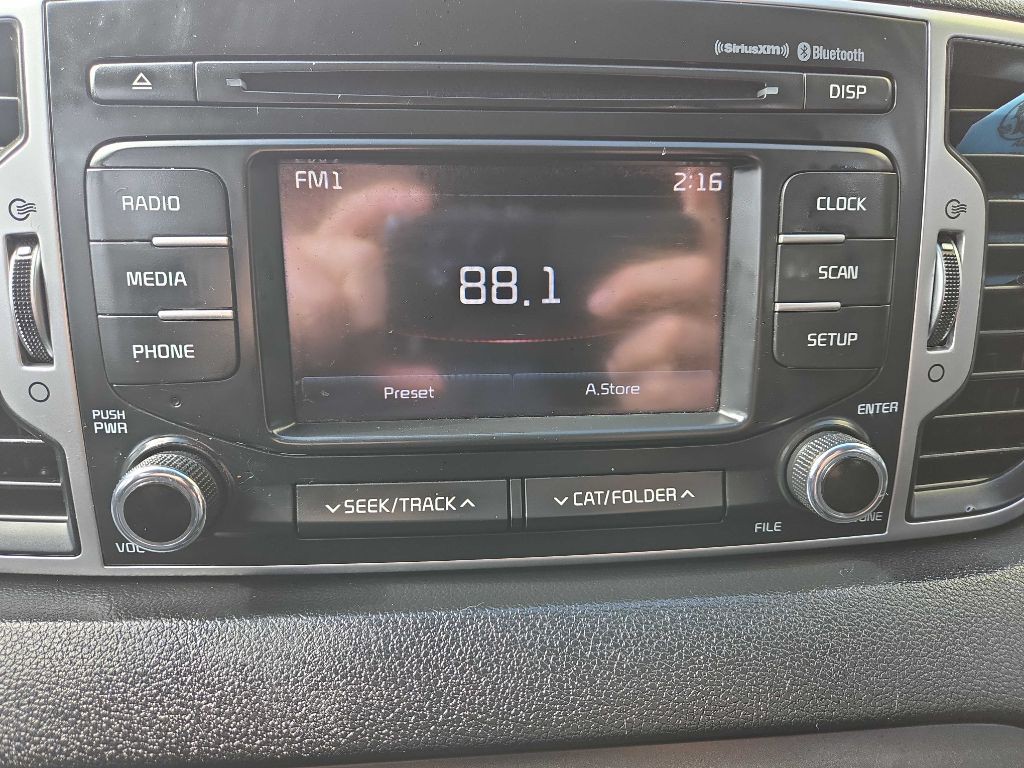 SiriusXM Bluetooth
DISP
RADIO
MEDIA
PHONE
FM1 2:16
88.1
Preset A.Store
CLOCK
SCAN
SETUP
PUSH
PWR
ENTER
SEEK/TRACK
CAT/FOLDER
FILE